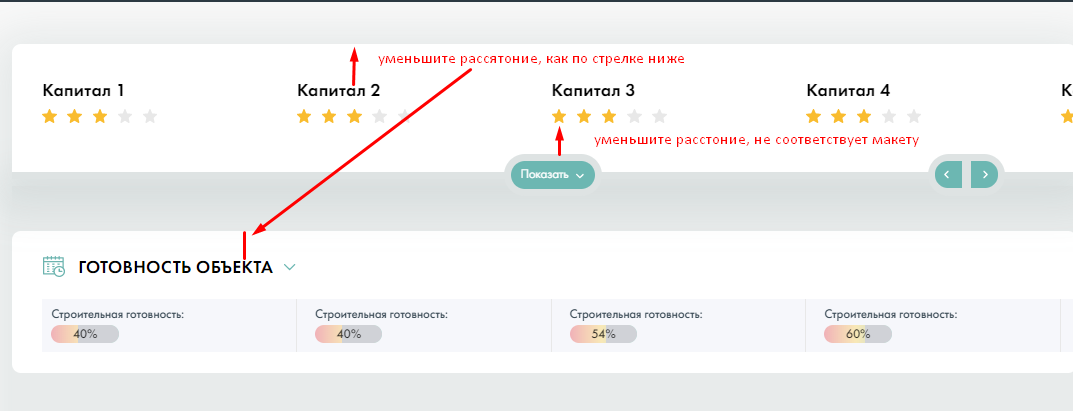 уменьшите рассятоние, как по стрелке ниже
Капитал 1 Капитал 2 Капитал 3 Капитал 4 К
уменьшите расстоние, не соответствует макету
Показать
ГОТОВНОСТЬ ОБЪЕКТА
Строительная готовность: Строительная готовность: Строительная готовность: Строительная готовность:
40% 40% 54% 60%